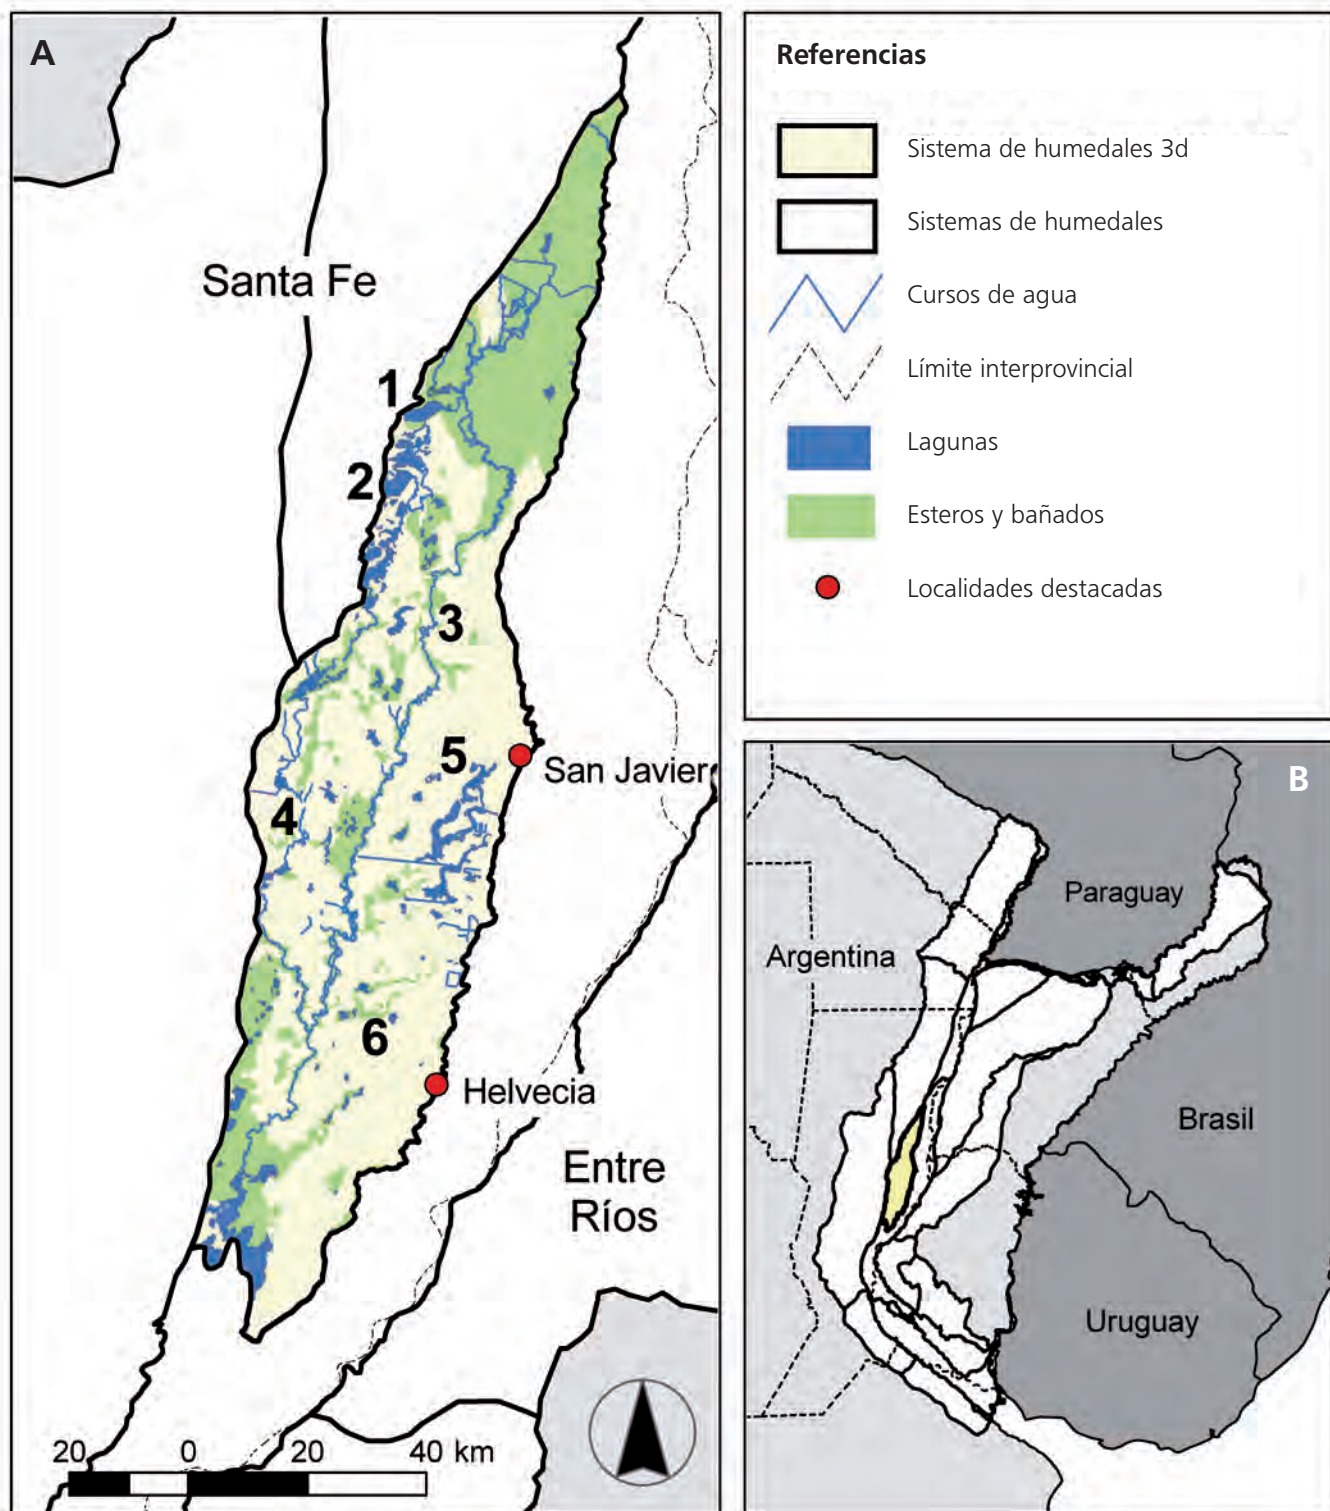 A
Santa Fe
1
2
3
5
San Javier
4
6
Helvecia
Entre
Ríos
20 0 20 40 km
Referencias
Sistema de humedales 3d
Sistemas de humedales
Cursos de agua
Límite interprovincial
Lagunas
Esteros y bañados
Localidades destacadas
B
Paraguay
Argentina
Brasil
Uruguay